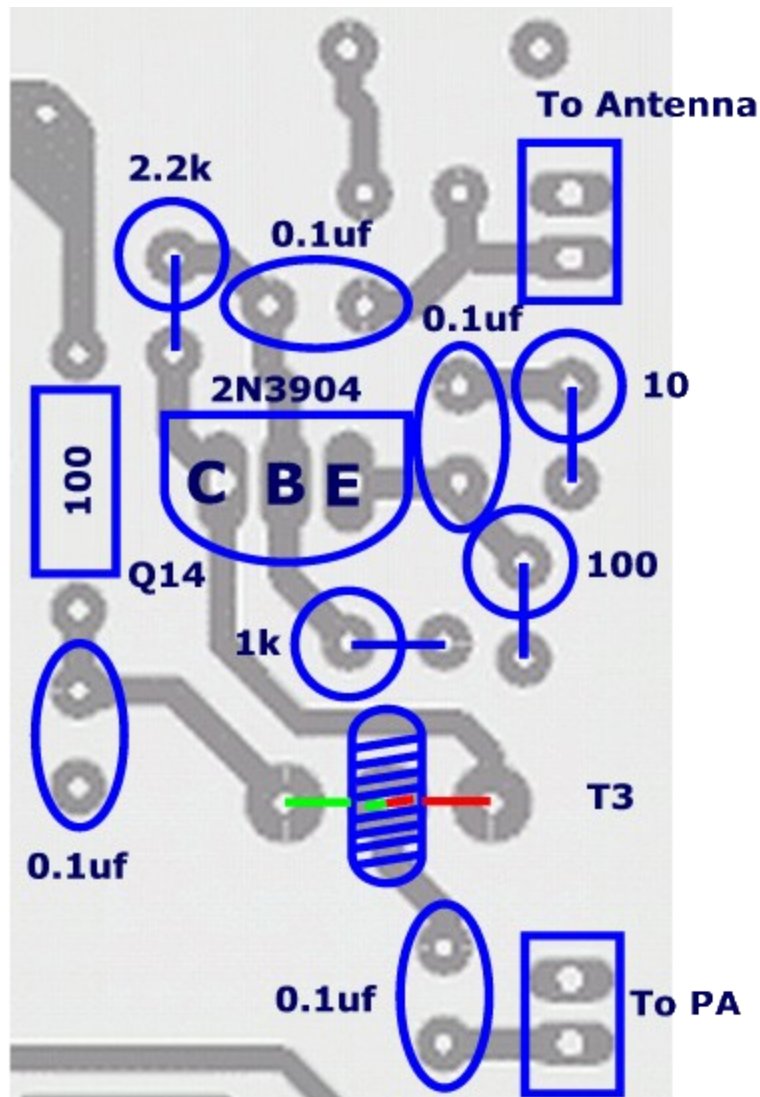 To Antenna
2.2k
0.1uf
0.1uf
2N3904
10
100
C B E
100
Q14
1k
T3
0.1uf
0.1uf
To PA